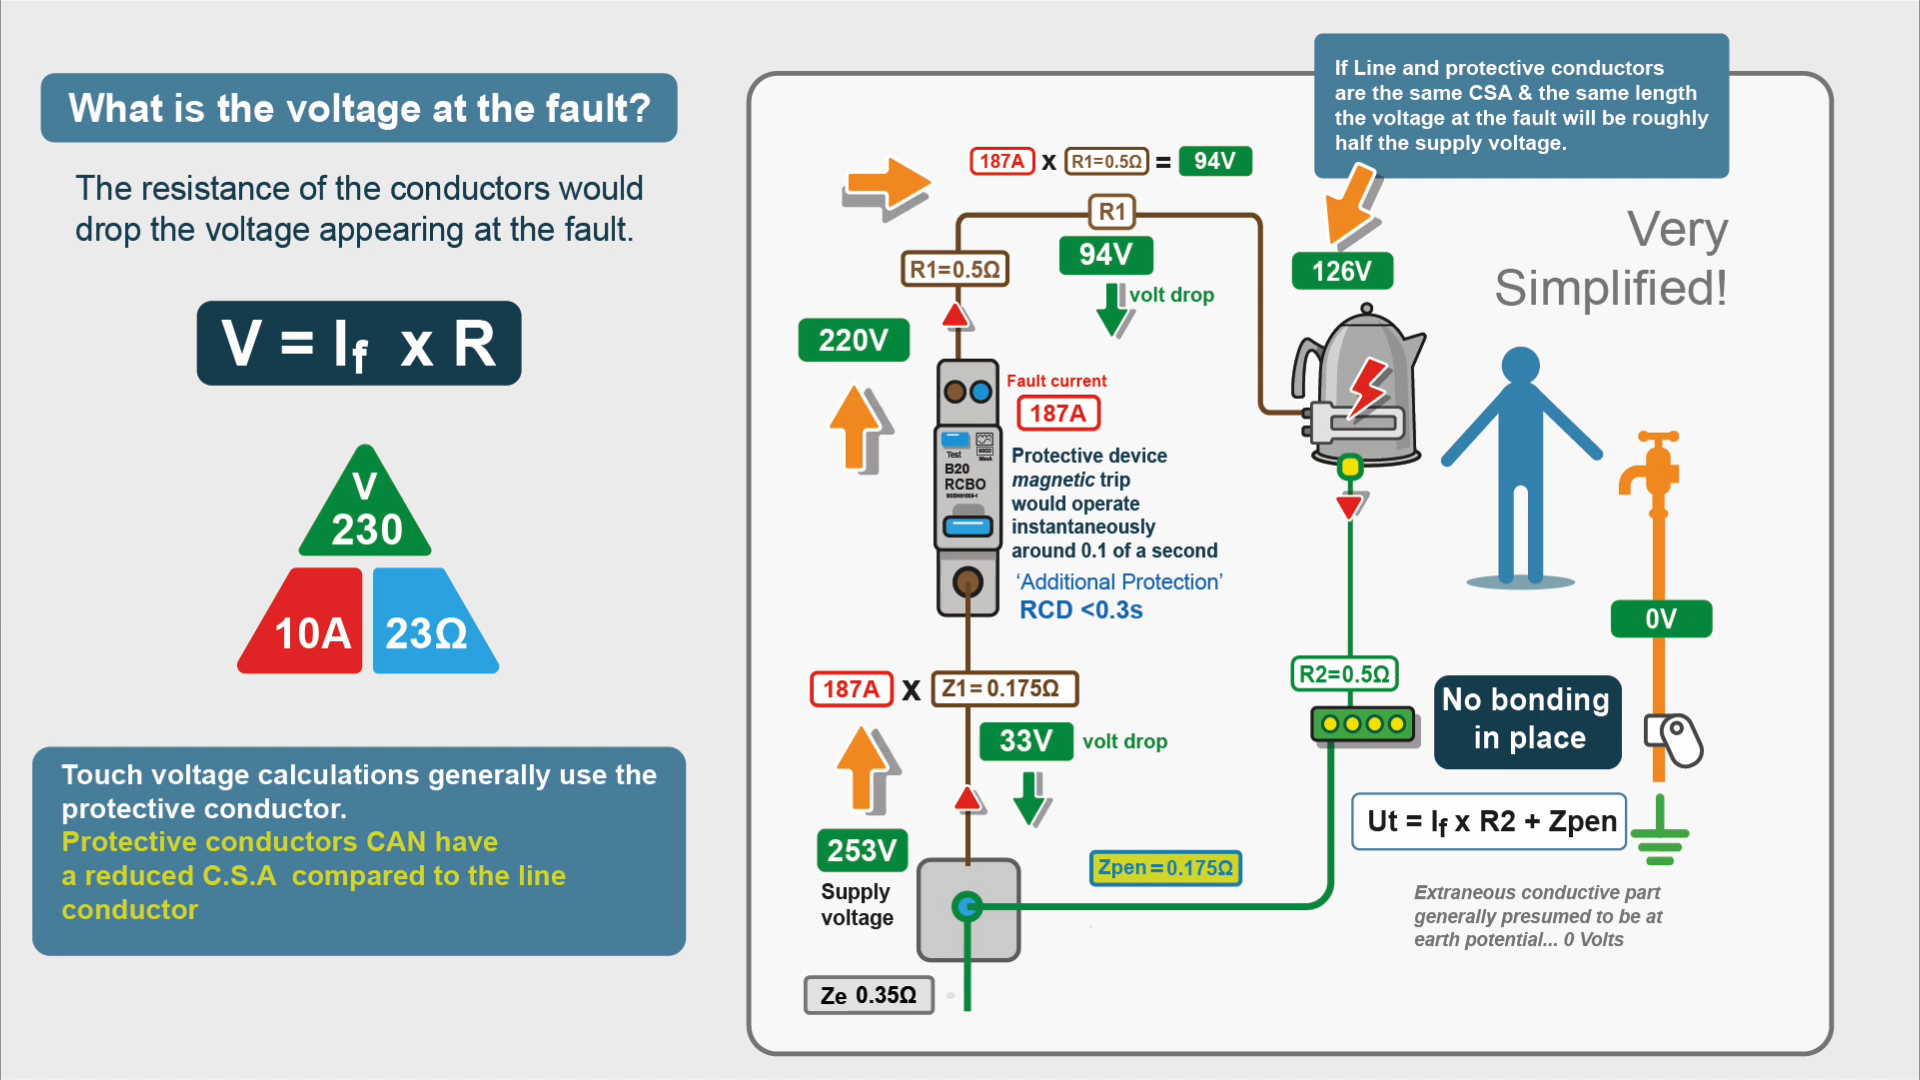 What is the voltage at the fault?
The resistance of the conductors would
drop the voltage appearing at the fault.
V = If x R
V
230
10A
23Ω
Touch voltage calculations generally use the
protective conductor.
Protective conductors CAN have
a reduced C.S.A compared to the line
conductor
If Line and protective conductors
are the same CSA & the same length
the voltage at the fault will be roughly
half the supply voltage.
187A x R1=0.5Ω = 94V
R1
Very
Simplified!
R1=0.5Ω
94V
volt drop
126V
220V
Fault current
187A
Test
B20
RCBO
Protective device
magnetic trip
would operate
instantaneously
around 0.1 of a second
'Additional Protection'
RCD <0.3s
0V
187A X Z1=0.175Ω
R2=0.5Ω
No bonding
in place
33V volt drop
253V
Supply
voltage
Ut = If x R2 + Zpen
Zpen=0.175Ω
Extraneous conductive part
generally presumed to be at
earth potential... 0 Volts
Ze 0.35Ω